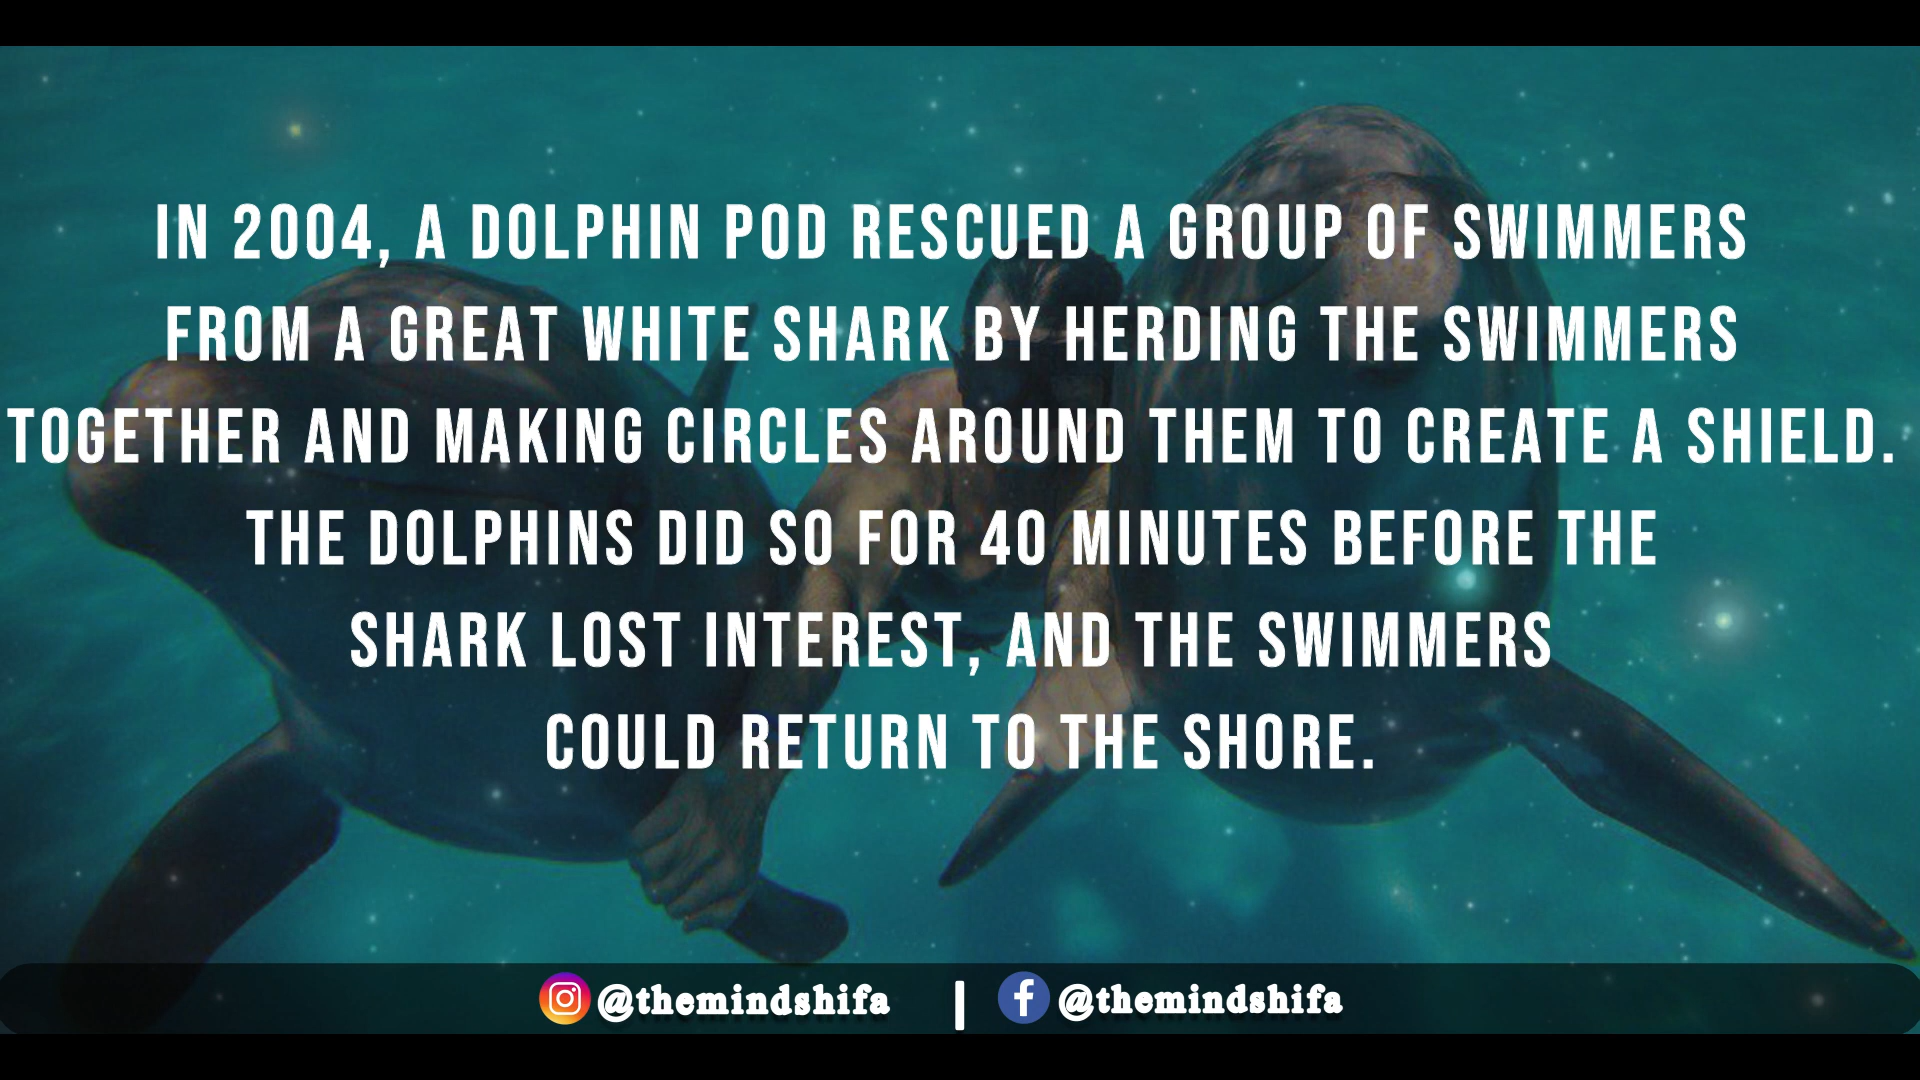 IN 2004, A DOLPHIN POD RESCUED A GROUP OF SWIMMERS
FROM A GREAT WHITE SHARK BY HERDING THE SWIMMERS
TOGETHER AND MAKING CIRCLES AROUND THEM TO CREATE A SHIELD.
THE DOLPHINS DID SO FOR 40 MINUTES BEFORE THE
SHARK LOST INTEREST, AND THE SWIMMERS
COULD RETURN TO THE SHORE.
@themindshifa | @themindshifa